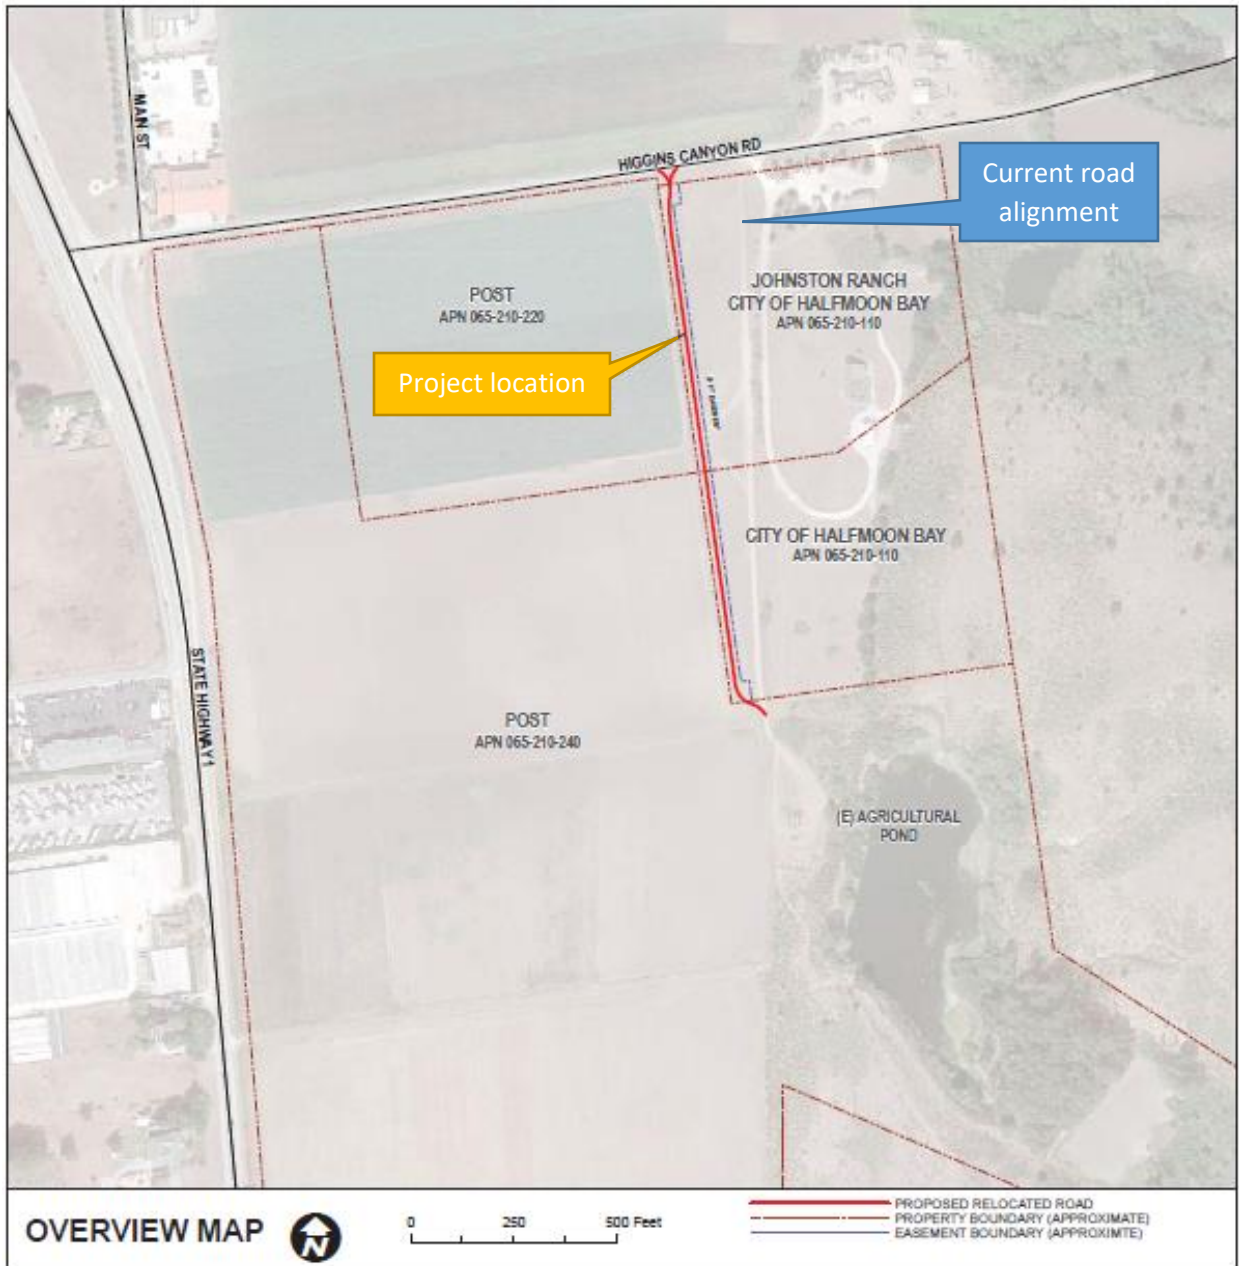 MAIN ST
HIGGINS CANYON RD
Current road
alignment
POST
APN 065-210-220
JOHNSTON RANCH
CITY OF HALFMOON BAY
APN 065-210-110
Project location
CITY OF HALFMOON BAY
APN 065-210-110
STATE HIGHWAY 1
POST
APN 065-210-240
(E) AGRICULTURAL
POND
OVERVIEW MAP
N
0 250 500 Feet
PROPOSED RELOCATED ROAD
PROPERTY BOUNDARY (APPROXIMATE)
EASEMENT BOUNDARY (APPROXIMTE)